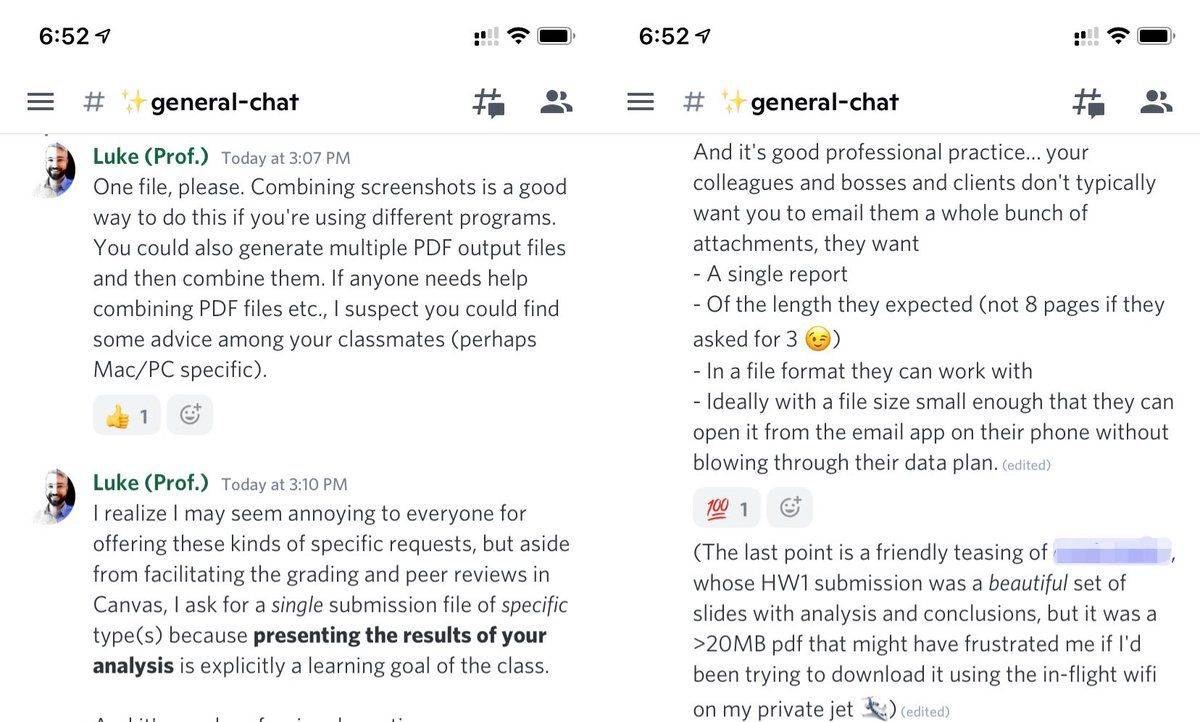 6:52
# ✨general-chat
Luke (Prof.) Today at 3:07 PM
One file, please. Combining screenshots is a good
way to do this if you're using different programs.
You could also generate multiple PDF output files
and then combine them. If anyone needs help
combining PDF files etc., I suspect you could find
some advice among your classmates (perhaps
Mac/PC specific).
👍 1
Luke (Prof.) Today at 3:10 PM
I realize I may seem annoying to everyone for
offering these kinds of specific requests, but aside
from facilitating the grading and peer reviews in
Canvas, I ask for a single submission file of specific
type(s) because presenting the results of your
analysis is explicitly a learning goal of the class.
6:52
# ✨general-chat
And it's good professional practice... your
colleagues and bosses and clients don't typically
want you to email them a whole bunch of
attachments, they want
- A single report
- Of the length they expected (not 8 pages if they
asked for 3 😉)
- In a file format they can work with
- Ideally with a file size small enough that they can
open it from the email app on their phone without
blowing through their data plan. (edited)
💯 1
(The last point is a friendly teasing of ,
whose HW1 submission was a beautiful set of
slides with analysis and conclusions, but it was a
>20MB pdf that might have frustrated me if I'd
been trying to download it using the in-flight wifi
on my private jet 🛩️) (edited)